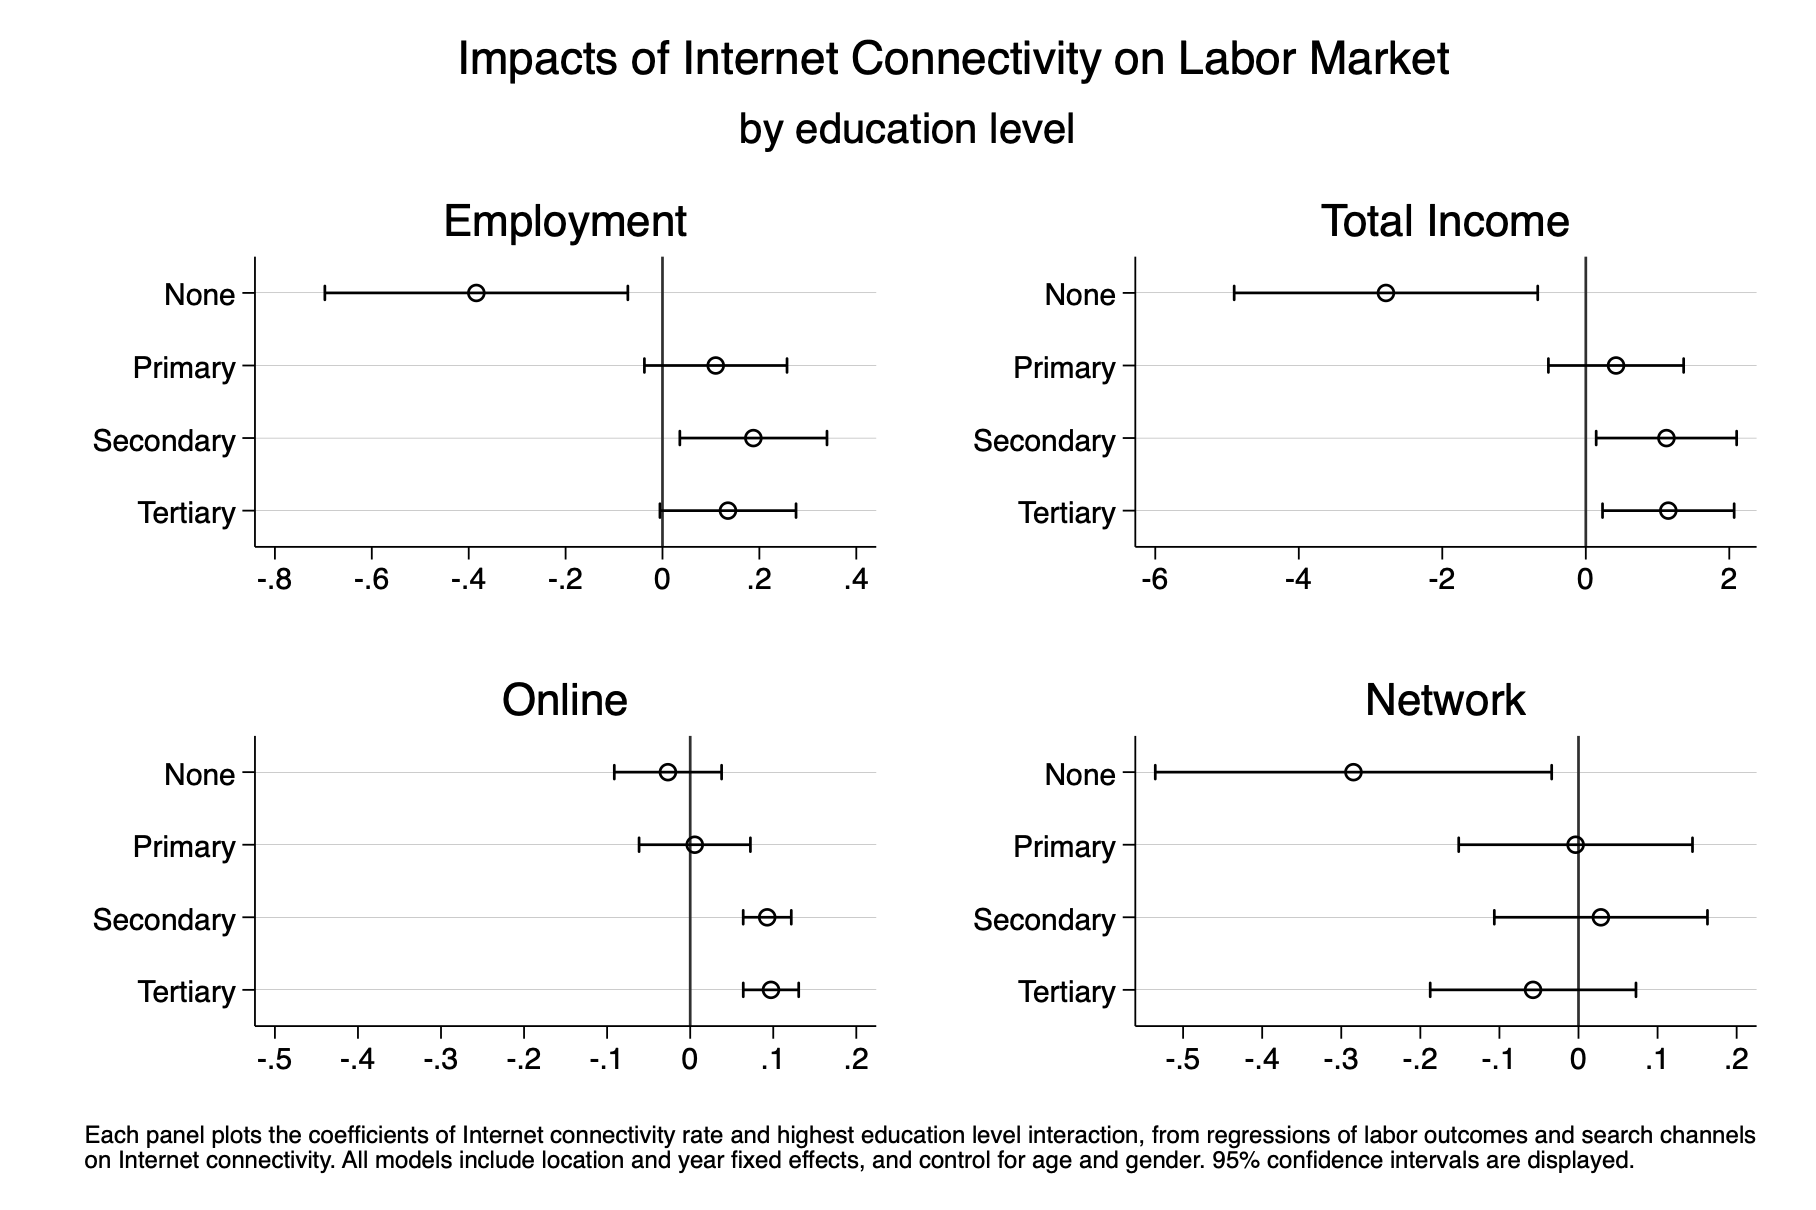 Impacts of Internet Connectivity on Labor Market
by education level
Employment
None
Primary
Secondary
Tertiary
-.8 -.6 -.4 -.2 0 .2 .4
Total Income
None
Primary
Secondary
Tertiary
-6 -4 -2 0 2
Online
None
Primary
Secondary
Tertiary
-.5 -.4 -.3 -.2 -.1 0 .1 .2
Network
None
Primary
Secondary
Tertiary
-.5 -.4 -.3 -.2 -.1 0 .1 .2
Each panel plots the coefficients of Internet connectivity rate and highest education level interaction, from regressions of labor outcomes and search channels
on Internet connectivity. All models include location and year fixed effects, and control for age and gender. 95% confidence intervals are displayed.